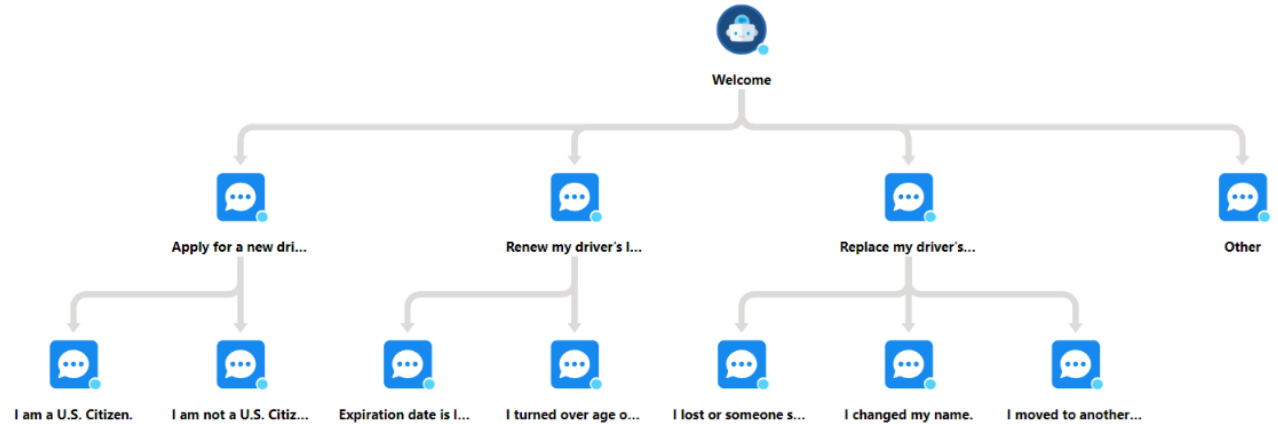 Welcome
Apply for a new dri...
Renew my driver's l...
Replace my driver's...
Other
I am a U.S. Citizen.
I am not a U.S. Citiz...
Expiration date is l...
I turned over age o...
I lost or someone s...
I changed my name.
I moved to another...